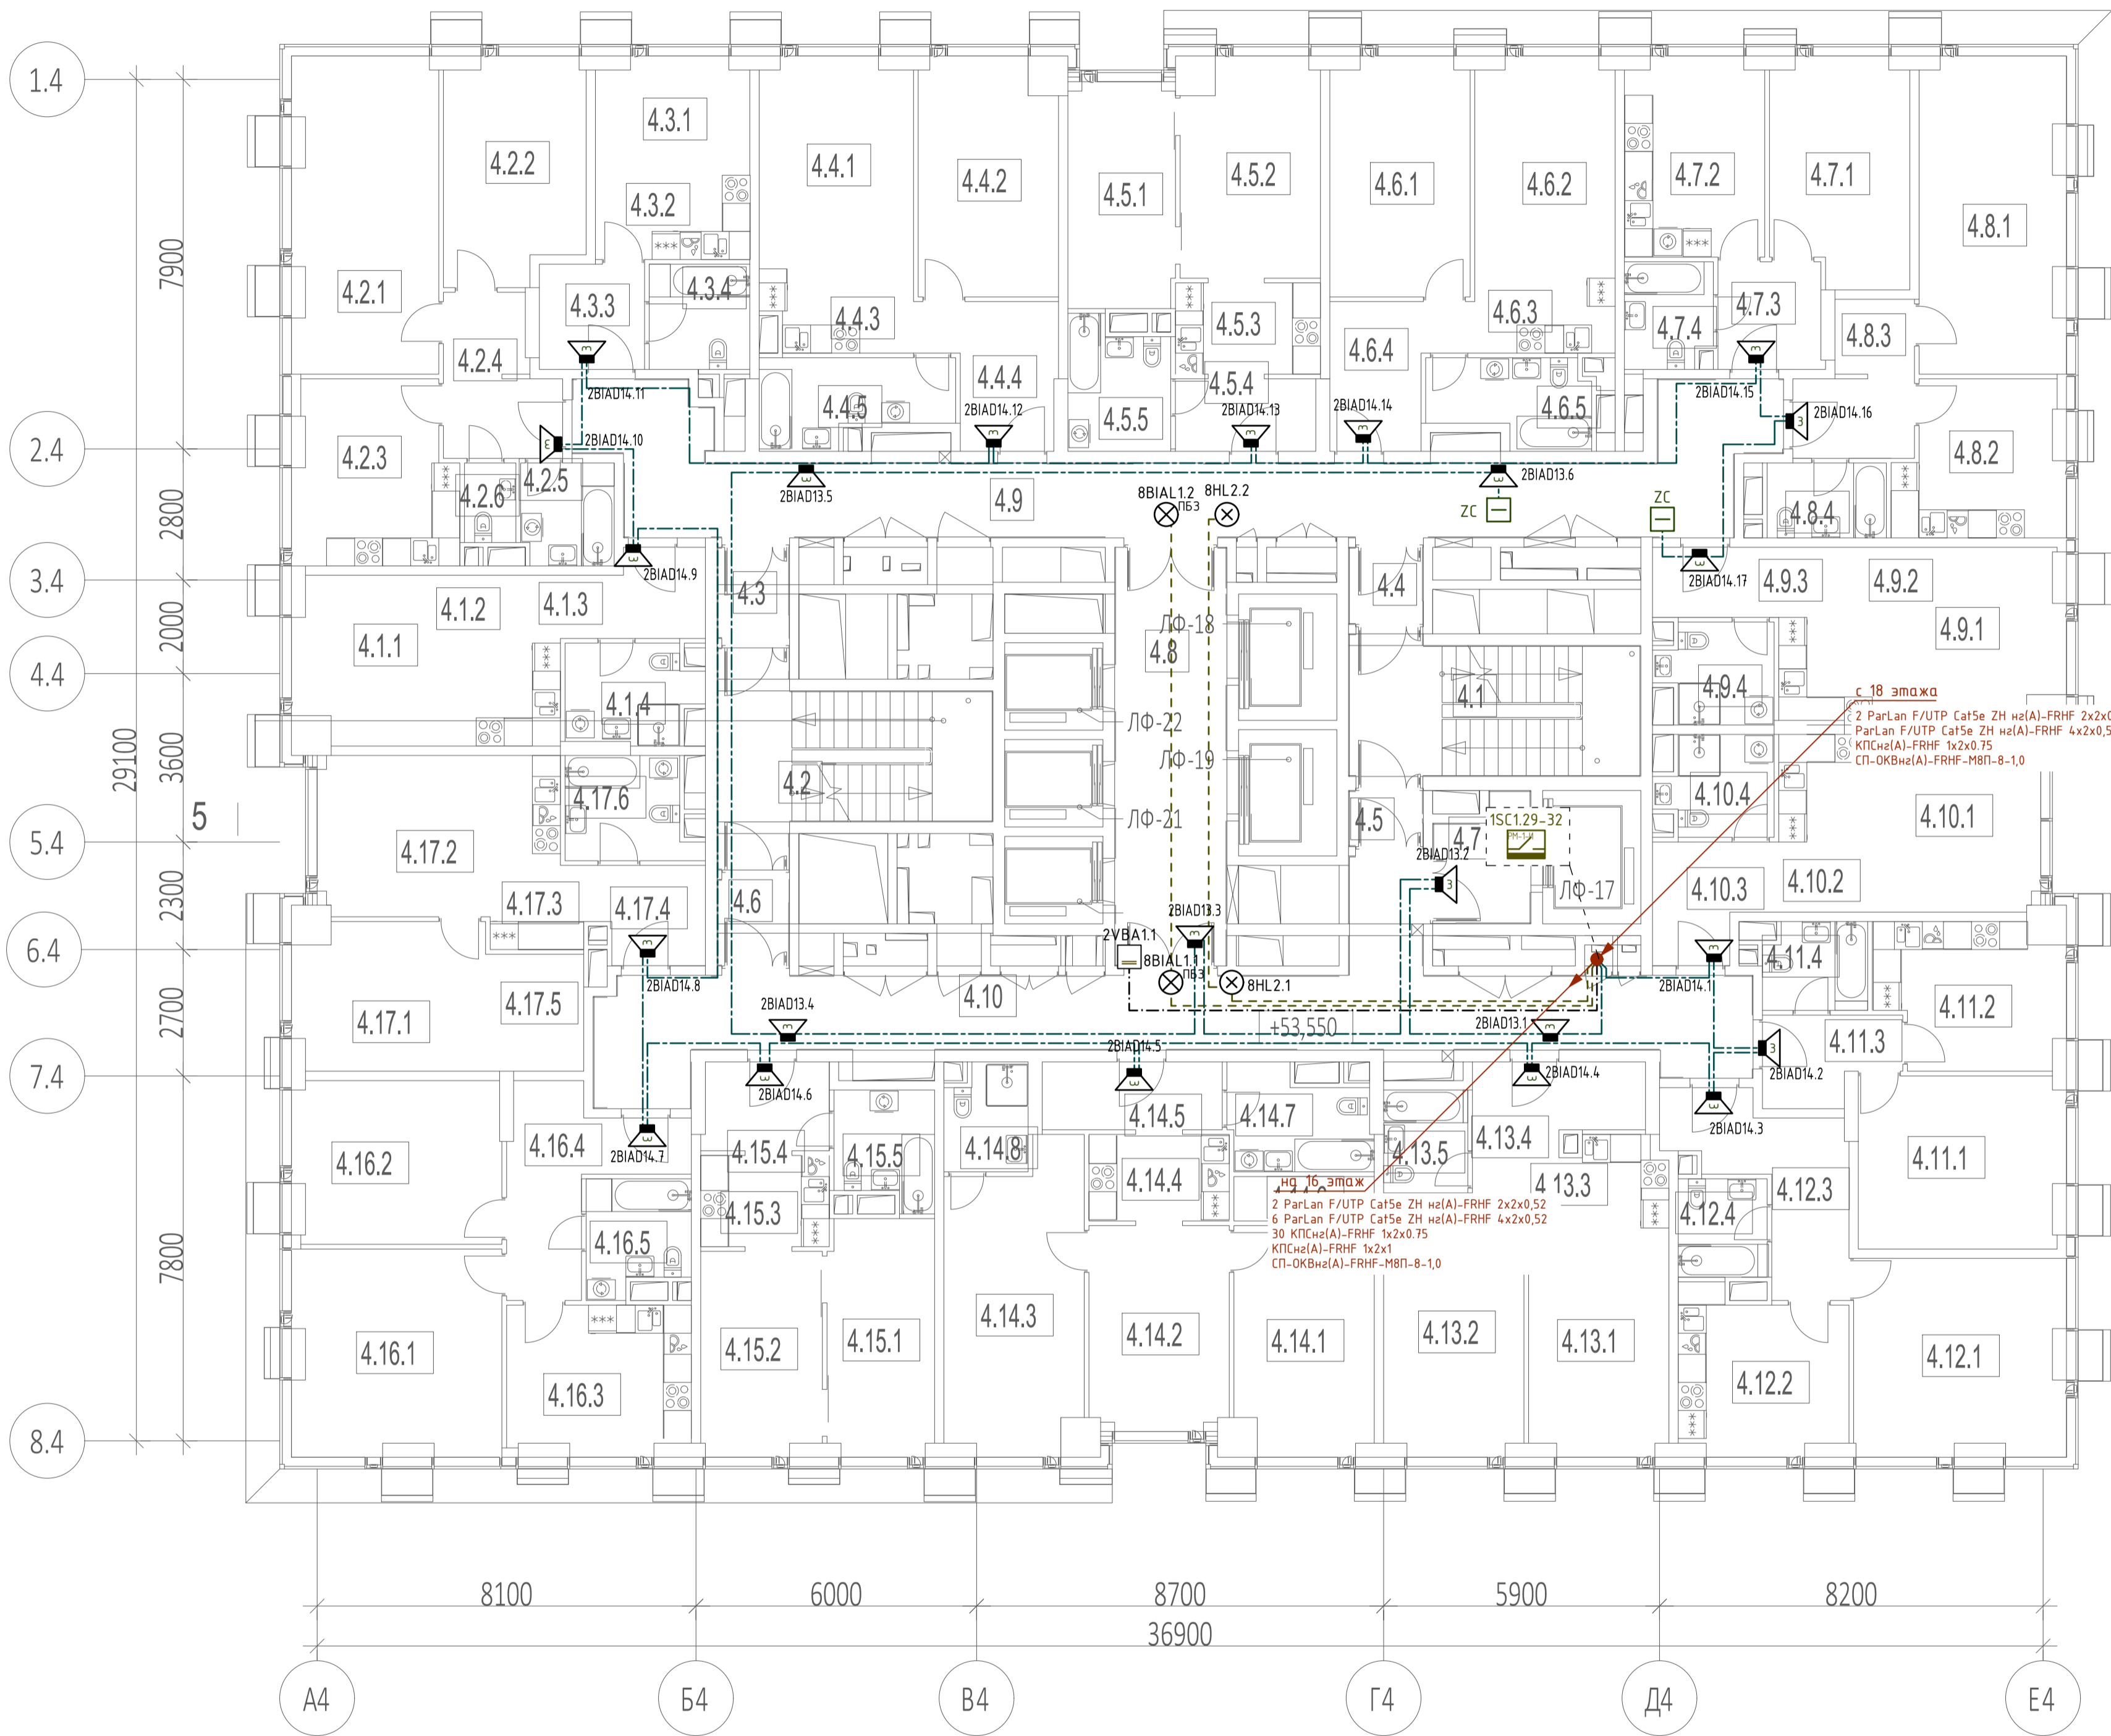 1.4
4.3.1
4.2.2
4.4.1
4.4.2
4.5.1
4.5.2
4.6.1
4.6.2
4.7.2
4.7.1
4.3.2
4.8.1
7900
4.2.1
4.3.3
4.3.4
4.4.3
4.5.3
4.6.3
4.7.3
4.7.4
4.8.3
4.2.4
4.4.4
4.6.4
4.5.4
2BIAD14.11
2BIAD14.12
2BIAD14.13
2BIAD14.14
2BIAD14.15
2BIAD14.16
4.4.5
4.5.5
4.6.5
2BIAD14.10
2.4
4.2.3
4.2.5
4.2.6
4.8.2
2BIAD13.5
2BIAD13.6
4.9
8BIAL1.2
ПБЗ
8HL2.2
ZC
ZC
4.8.4
2800
2BIAD14.9
2BIAD14.17
3.4
4.1.2
4.1.3
4.3
4.4
4.9.3
4.9.2
2000
4.1.1
ЛФ-18
4.8
4.9.1
4.4
4.1.4
4.1
4.9.4
с 18 этажа
2 ParLan F/UTP Cat5e ZH нг(А)-FRHF 2x2x0
ParLan F/UTP Cat5e ZH нг(А)-FRHF 4x2x0,5
КПСнг(А)-FRHF 1x2x0.75
СП-ОКВнг(А)-FRHF-М8П-8-1,0
ЛФ-22
29100
3600
ЛФ-19
4.2
4.17.6
4.10.4
5
ЛФ-21
4.5
1SC1.29-32
РМ-1-К
4.7
4.10.1
5.4
4.17.2
2BIAD13.2
4.10.2
4.10.3
ЛФ-17
2300
4.17.3
4.17.4
4.6
2BIAD13.3
6.4
2VBA1.1
8BIAL1.1
ПБЗ
8HL2.1
4.11.4
2BIAD14.8
2BIAD14.1
4.17.5
4.10
4.11.2
2700
4.17.1
2BIAD13.4
+53,550
2BIAD13.1
4.11.3
7.4
2BIAD14.5
2BIAD14.4
2BIAD14.2
2BIAD14.6
4.14.5
4.14.7
4.13.4
2BIAD14.3
4.16.4
2BIAD14.7
4.16.2
4.15.4
4.15.5
4.14.8
4.13.5
4.11.1
4.14.4
на 16 этаж
4.13.3
4.12.3
2 ParLan F/UTP Cat5e ZH нг(А)-FRHF 2x2x0,52
6 ParLan F/UTP Cat5e ZH нг(А)-FRHF 4x2x0,52
30 КПСнг(А)-FRHF 1x2x0.75
КПСнг(А)-FRHF 1x2x1
СП-ОКВнг(А)-FRHF-М8П-8-1,0
4.15.3
4.12.4
7800
4.16.5
4.14.3
4.16.1
4.15.2
4.15.1
4.14.2
4.14.1
4.13.2
4.13.1
4.12.1
4.16.3
4.12.2
8.4
8100
6000
8700
5900
8200
36900
А4
Б4
В4
Г4
Д4
Е4